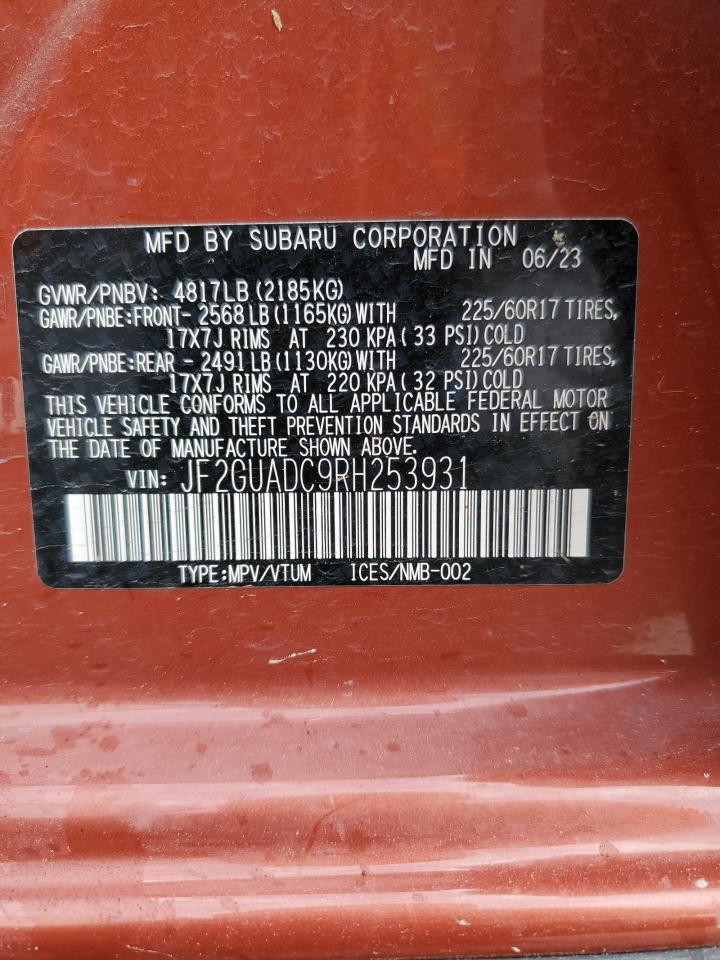 MFD BY SUBARU CORPORATION
MFD IN 06/23
GVWR/PNBV: 4817LB (2185KG)
GAWR/PNBE:FRONT- 2568 LB (1165KG) WITH 225/60R17 TIRES,
17X7J RIMS AT 230 KPA ( 33 PSI) COLD
GAWR/PNBE:REAR - 2491 LB (1130KG) WITH 225/60R17 TIRES,
17X7J RIMS AT 220 KPA ( 32 PSI) COLD
THIS VEHICLE CONFORMS TO ALL APPLICABLE FEDERAL MOTOR
VEHICLE SAFETY AND THEFT PREVENTION STANDARDS IN EFFECT ON
THE DATE OF MANUFACTURE SHOWN ABOVE.
VIN: JF2GUADC9RH253931
TYPE:MPV/VTUM ICES/NMB-002